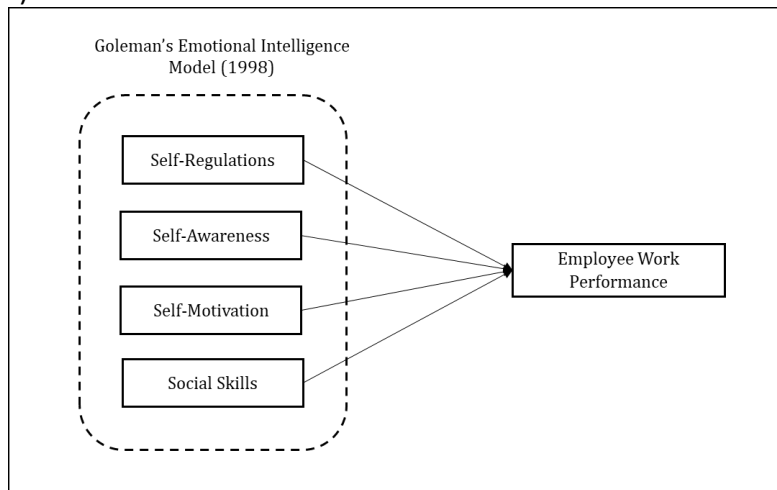 Goleman's Emotional Intelligence
Model (1998)
Self-Regulations
Self-Awareness
Self-Motivation
Social Skills
Employee Work
Performance